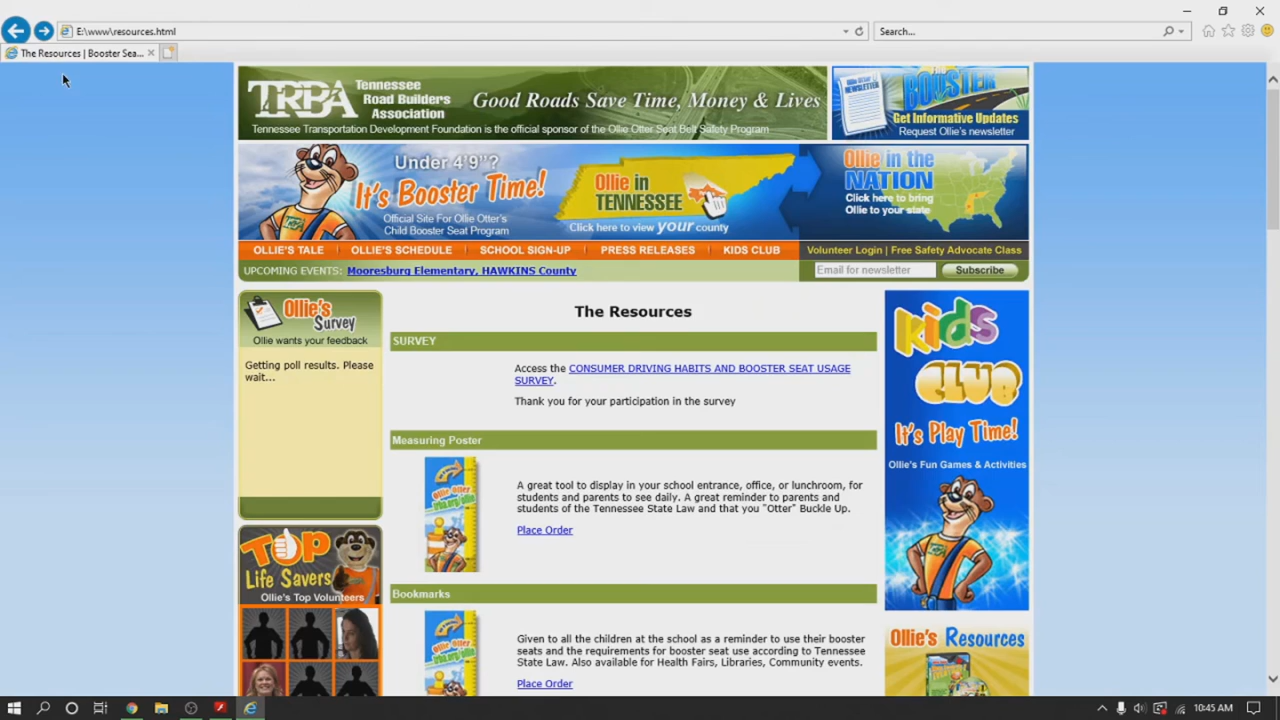 E:\www\resources.html
Search...
The Resources | Booster Sea...
TRBA
Tennessee
Road Builders
Association
Good Roads Save Time, Money & Lives
Tennessee Transportation Development Foundation is the official sponsor of the Ollie Otter Seat Belt Safety Program
BOOSTER
Get Informative Updates
Request Ollie's newsletter
Under 4'9"?
It's Booster Time!
Official Site For Ollie Otter's
Child Booster Seat Program
Ollie in
TENNESSEE
Click here to view your county
Ollie in the
NATION
Click here to bring
Ollie to your state
OLLIE'S TALE | OLLIE'S SCHEDULE | SCHOOL SIGN-UP | PRESS RELEASES | KIDS CLUB
Volunteer Login | Free Safety Advocate Class
UPCOMING EVENTS: Mooresburg Elementary, HAWKINS County
Email for newsletter
Subscribe
Ollie's
Survey
Ollie wants your feedback
Getting poll results. Please
wait...
TOP
Life Savers
Ollie's Top Volunteers
The Resources
SURVEY
Access the CONSUMER DRIVING HABITS AND BOOSTER SEAT USAGE
SURVEY.
Thank you for your participation in the survey
Measuring Poster
A great tool to display in your school entrance, office, or lunchroom, for
students and parents to see daily. A great reminder to parents and
students of the Tennessee State Law and that you "Otter" Buckle Up.
Place Order
Bookmarks
Given to all the children at the school as a reminder to use their booster
seats and the requirements for booster seat use according to Tennessee
State Law. Also available for Health Fairs, Libraries, Community events.
Place Order
Kids
CLUB
It's Play Time!
Ollie's Fun Games & Activities
Ollie's Resources
10:45 AM